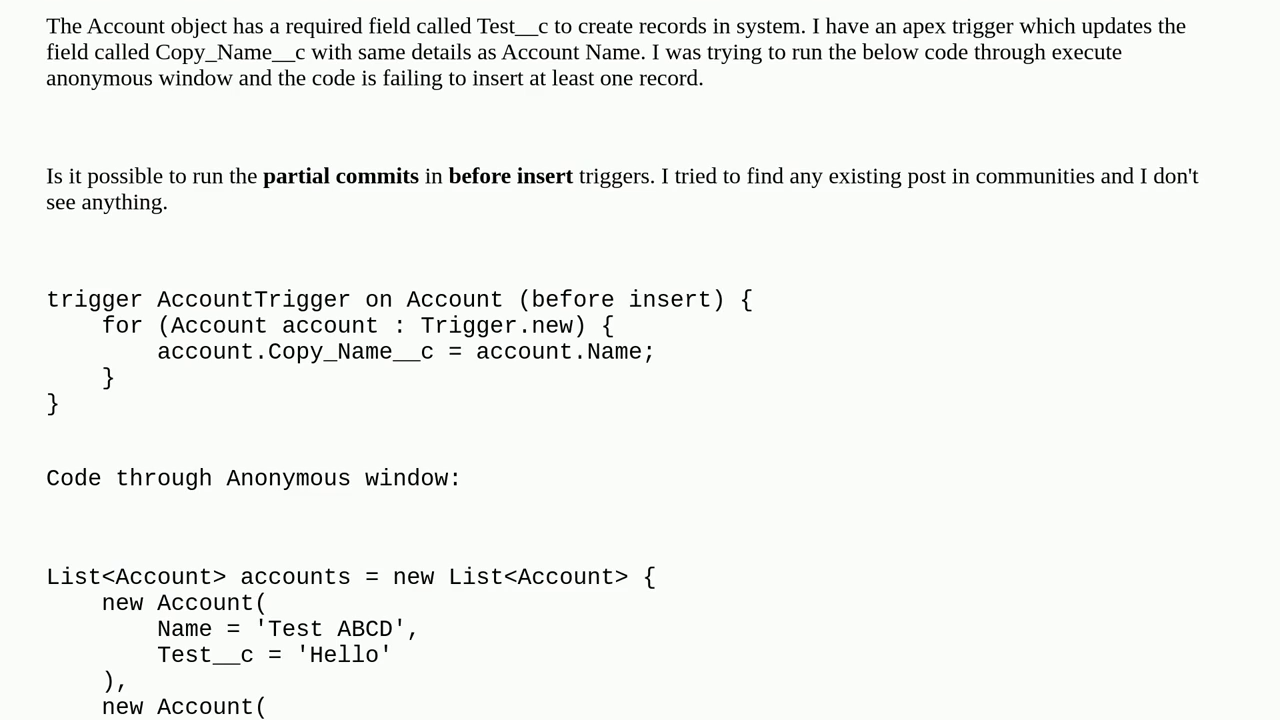 The Account object has a required field called Test__c to create records in system. I have an apex trigger which updates the
field called Copy_Name__c with same details as Account Name. I was trying to run the below code through execute
anonymous window and the code is failing to insert at least one record.
Is it possible to run the partial commits in before insert triggers. I tried to find any existing post in communities and I don't
see anything.
trigger AccountTrigger on Account (before insert) {
    for (Account account : Trigger.new) {
        account.Copy_Name__c = account.Name;
    }
}
Code through Anonymous window:
List<Account> accounts = new List<Account> {
    new Account(
        Name = 'Test ABCD',
        Test__c = 'Hello'
    ),
    new Account(